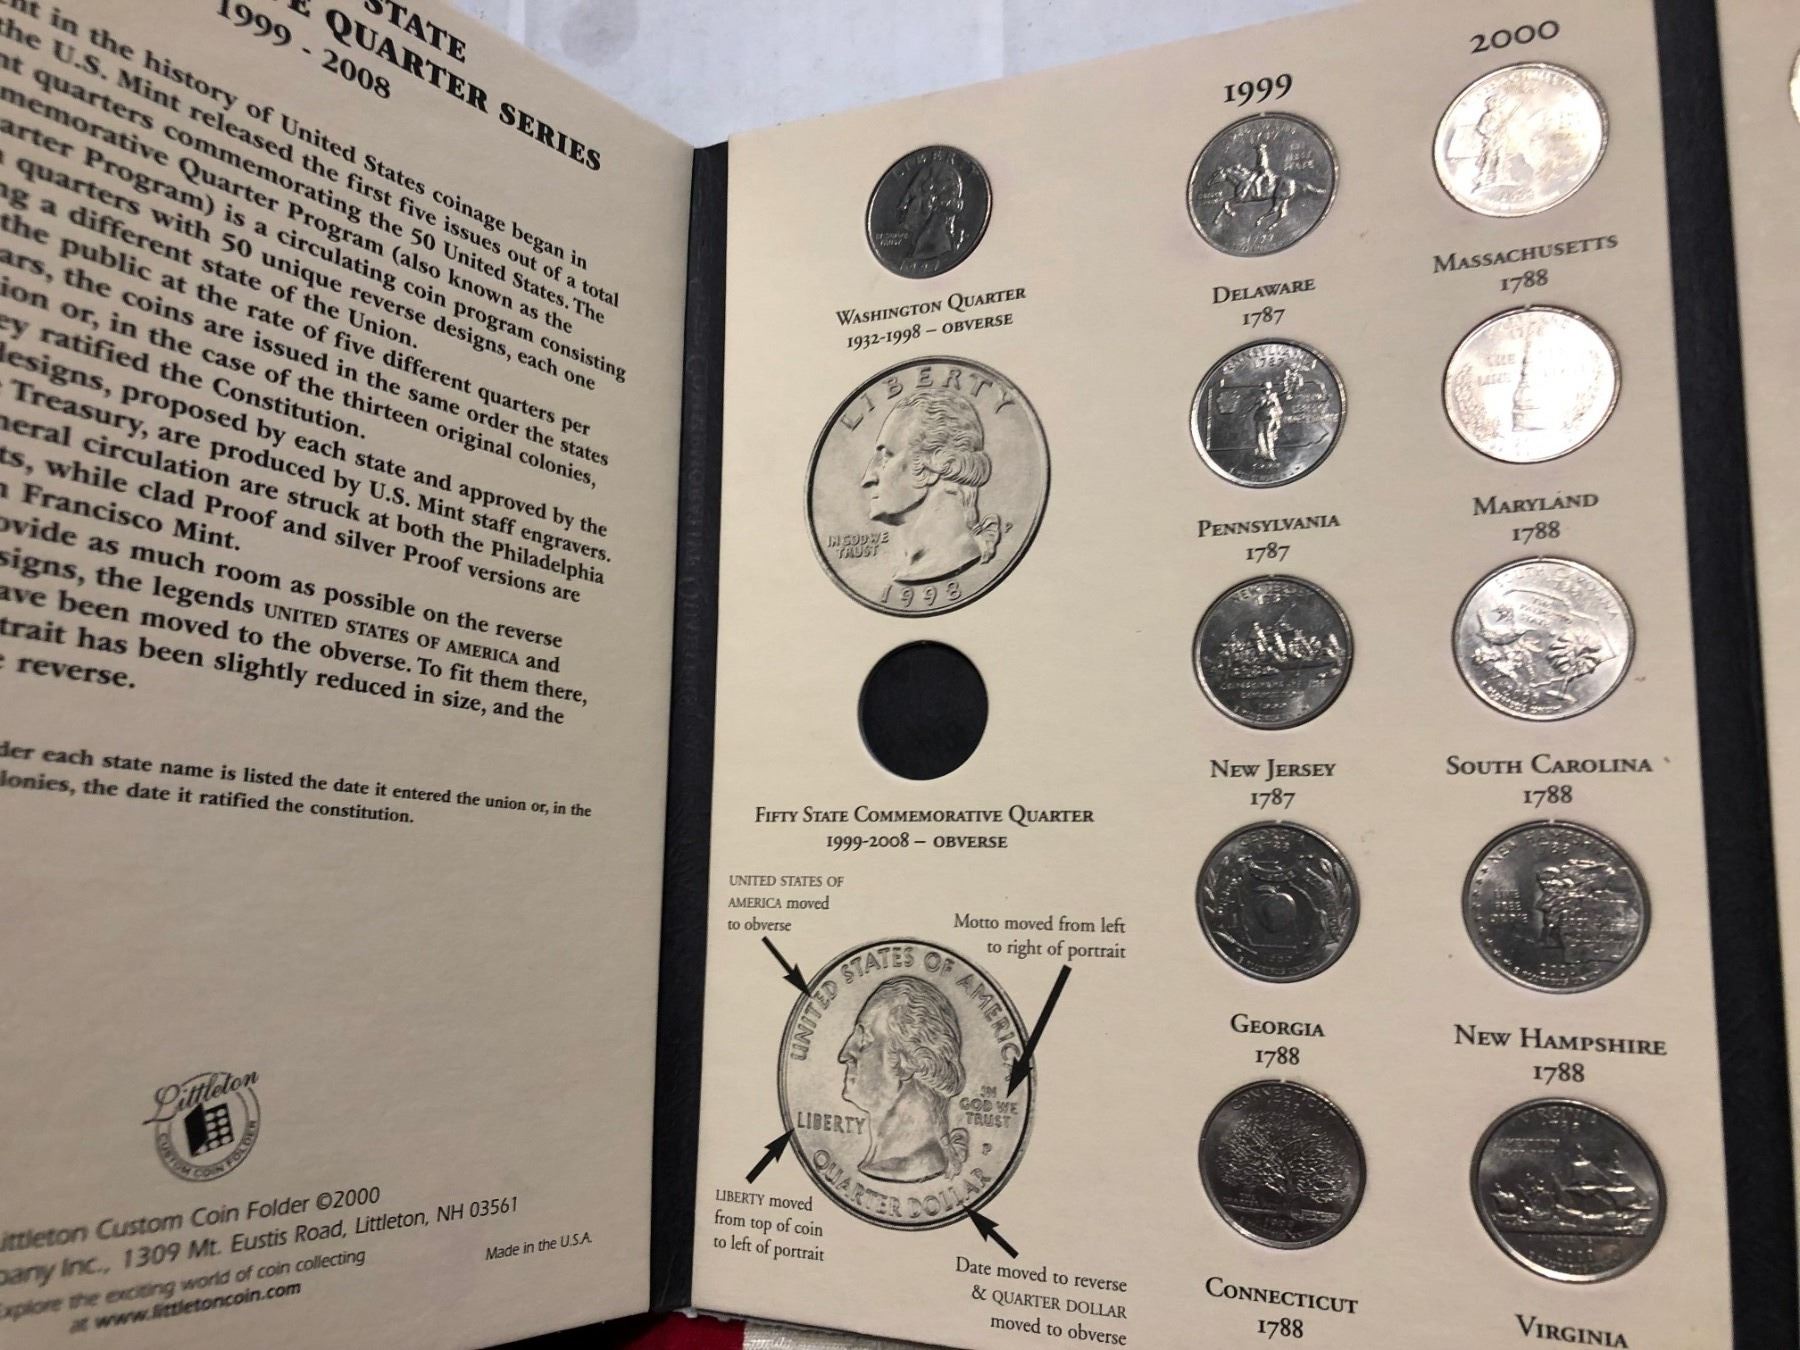 STATE
QUARTER SERIES
1999 - 2008
in the history of United States coinage began in
the U.S. Mint released the first five issues out of a total
quarters commemorating the 50 United States. The
Quarter Program (also known as the
Program) is a circulating coin program consisting
quarters with 50 unique reverse designs, each one
a different state of the Union.
the public at the rate of five different quarters per
the coins are issued in the same order the states
or, in the case of the thirteen original colonies,
ratified the Constitution.
designs, proposed by each state and approved by the
Treasury, are produced by U.S. Mint staff engravers.
circulation are struck at both the Philadelphia
while clad Proof and silver Proof versions are
Francisco Mint.
as much room as possible on the reverse
the legends UNITED STATES OF AMERICA and
have been moved to the obverse. To fit them there,
has been slightly reduced in size, and the
reverse.
each state name is listed the date it entered the union or, in the
the date it ratified the constitution.
Littleton
CUSTOM COIN FOLDER
Littleton Custom Coin Folder ©2000
Inc., 1309 Mt. Eustis Road, Littleton, NH 03561
Explore the exciting world of coin collecting
at www.littletoncoin.com
Made in the U.S.A.
WASHINGTON QUARTER
1932-1998 – OBVERSE
LIBERTY
IN GOD WE
TRUST
P
1998
FIFTY STATE COMMEMORATIVE QUARTER
1999-2008 – OBVERSE
UNITED STATES OF
AMERICA moved
to obverse
Motto moved from left
to right of portrait
UNITED STATES OF AMERICA
IN
GOD WE
TRUST
LIBERTY
P
QUARTER DOLLAR
LIBERTY moved
from top of coin
to left of portrait
Date moved to reverse
& QUARTER DOLLAR
moved to obverse
1999
DELAWARE
1787
PENNSYLVANIA
1787
NEW JERSEY
1787
GEORGIA
1788
CONNECTICUT
1788
2000
MASSACHUSETTS
1788
MARYLAND
1788
SOUTH CAROLINA
1788
NEW HAMPSHIRE
1788
VIRGINIA